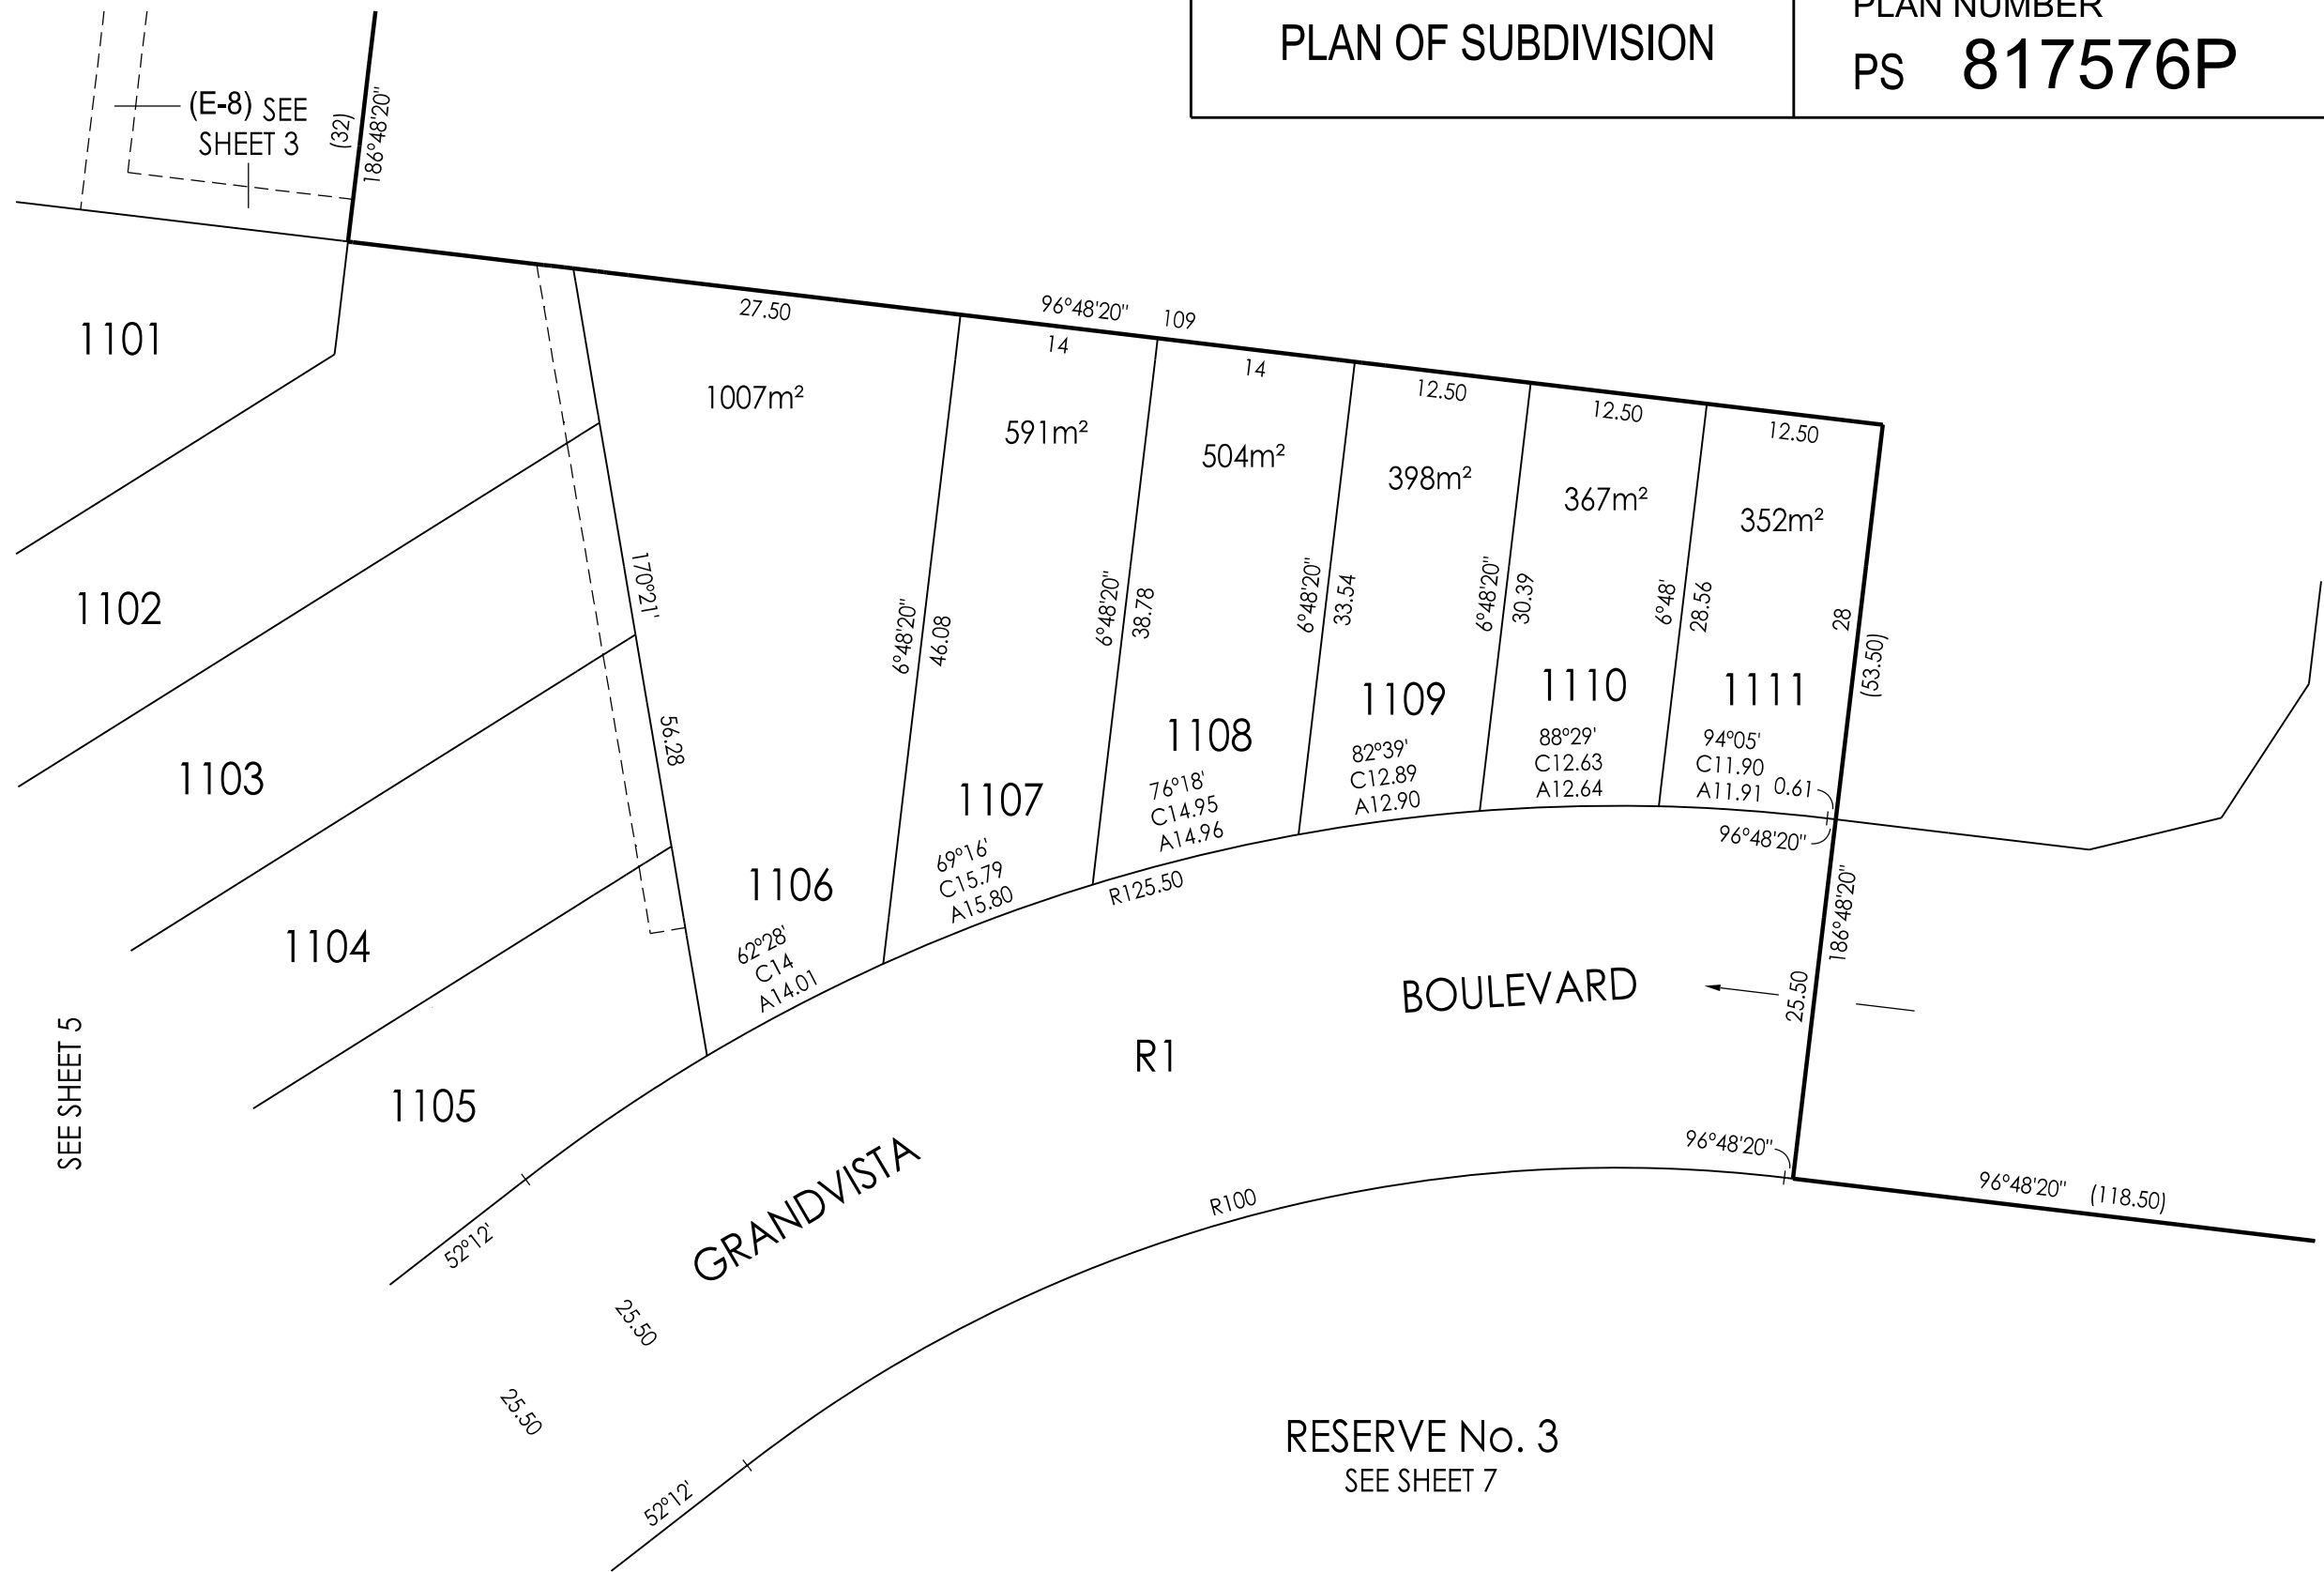 PLAN OF SUBDIVISION
PLAN NUMBER
PS 817576P
(E-8) SEE
SHEET 3
(32)
186°48'20"
96°48'20" 109
27.50
14
14
12.50
12.50
12.50
1101
1007m²
591m²
504m²
398m²
367m²
352m²
170°21'
56.28
6°48'20"
46.08
6°48'20"
38.78
6°48'20"
33.54
6°48'20"
30.39
6°48'
28.56
28
(53.50)
1102
1103
1104
1105
1106
62°28'
C14
A14.01
1107
69°16'
C15.79
A15.80
1108
76°18'
C14.95
A14.96
1109
82°39'
C12.89
A12.90
1110
88°29'
C12.63
A12.64
1111
94°05'
C11.90
A11.91
0.61
96°48'20"
R125.50
186°48'20"
25.50
BOULEVARD
R1
GRANDVISTA
SEE SHEET 5
52°12'
25.50
25.50
52°12'
R100
96°48'20"
96°48'20" (118.50)
RESERVE No. 3
SEE SHEET 7